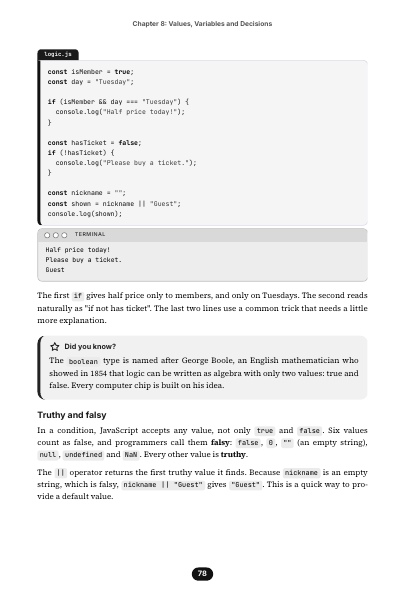 Chapter 8: Values, Variables and Decisions
logic.js
const isMember = true;
const day = "Tuesday";
if (isMember && day === "Tuesday") {
  console.log("Half price today!");
}
const hasTicket = false;
if (!hasTicket) {
  console.log("Please buy a ticket.");
}
const nickname = "";
const shown = nickname || "Guest";
console.log(shown);
TERMINAL
Half price today!
Please buy a ticket.
Guest
The first if gives half price only to members, and only on Tuesdays. The second reads
naturally as "if not has ticket". The last two lines use a common trick that needs a little
more explanation.
Did you know?
The boolean type is named after George Boole, an English mathematician who
showed in 1854 that logic can be written as algebra with only two values: true and
false. Every computer chip is built on his idea.
Truthy and falsy
In a condition, JavaScript accepts any value, not only true and false. Six values
count as false, and programmers call them falsy: false, 0, "" (an empty string),
null, undefined and NaN. Every other value is truthy.
The || operator returns the first truthy value it finds. Because nickname is an empty
string, which is falsy, nickname || "Guest" gives "Guest". This is a quick way to pro-
vide a default value.
78